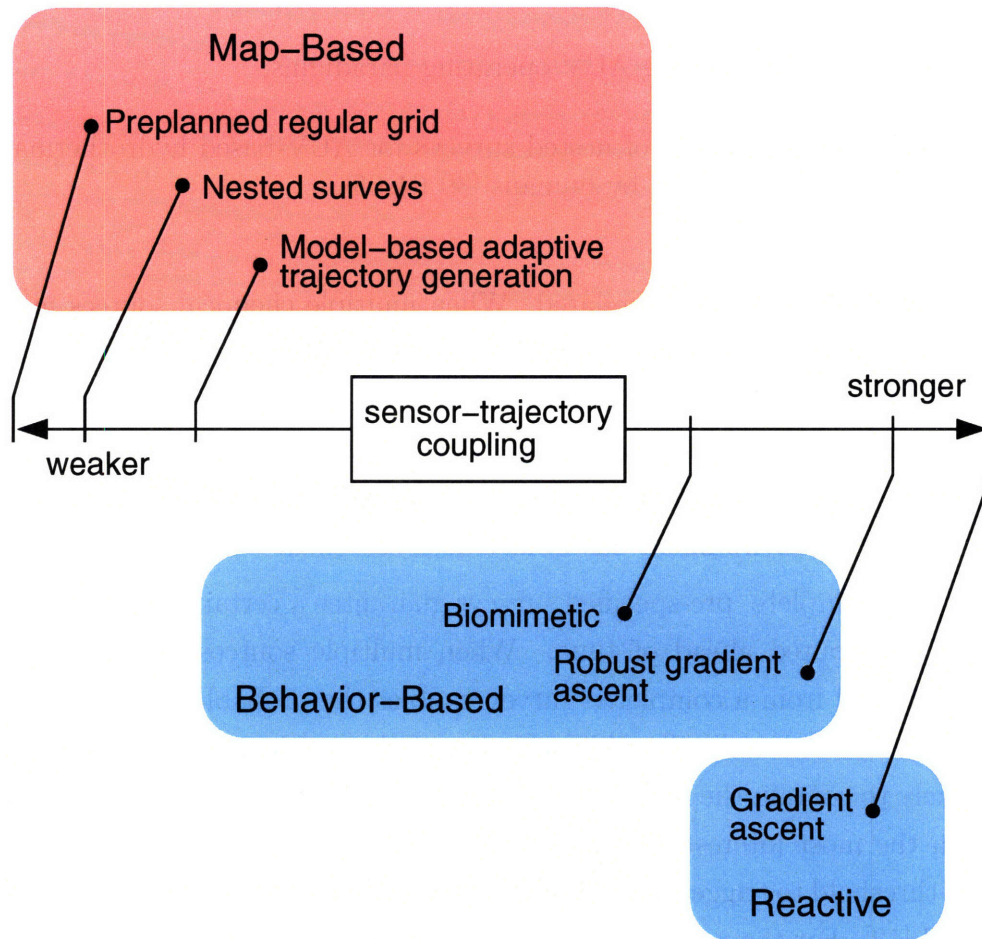 Map–Based
Preplanned regular grid
Nested surveys
Model–based adaptive
trajectory generation
stronger
sensor–trajectory
coupling
weaker
Biomimetic
Robust gradient
ascent
Behavior–Based
Gradient
ascent
Reactive